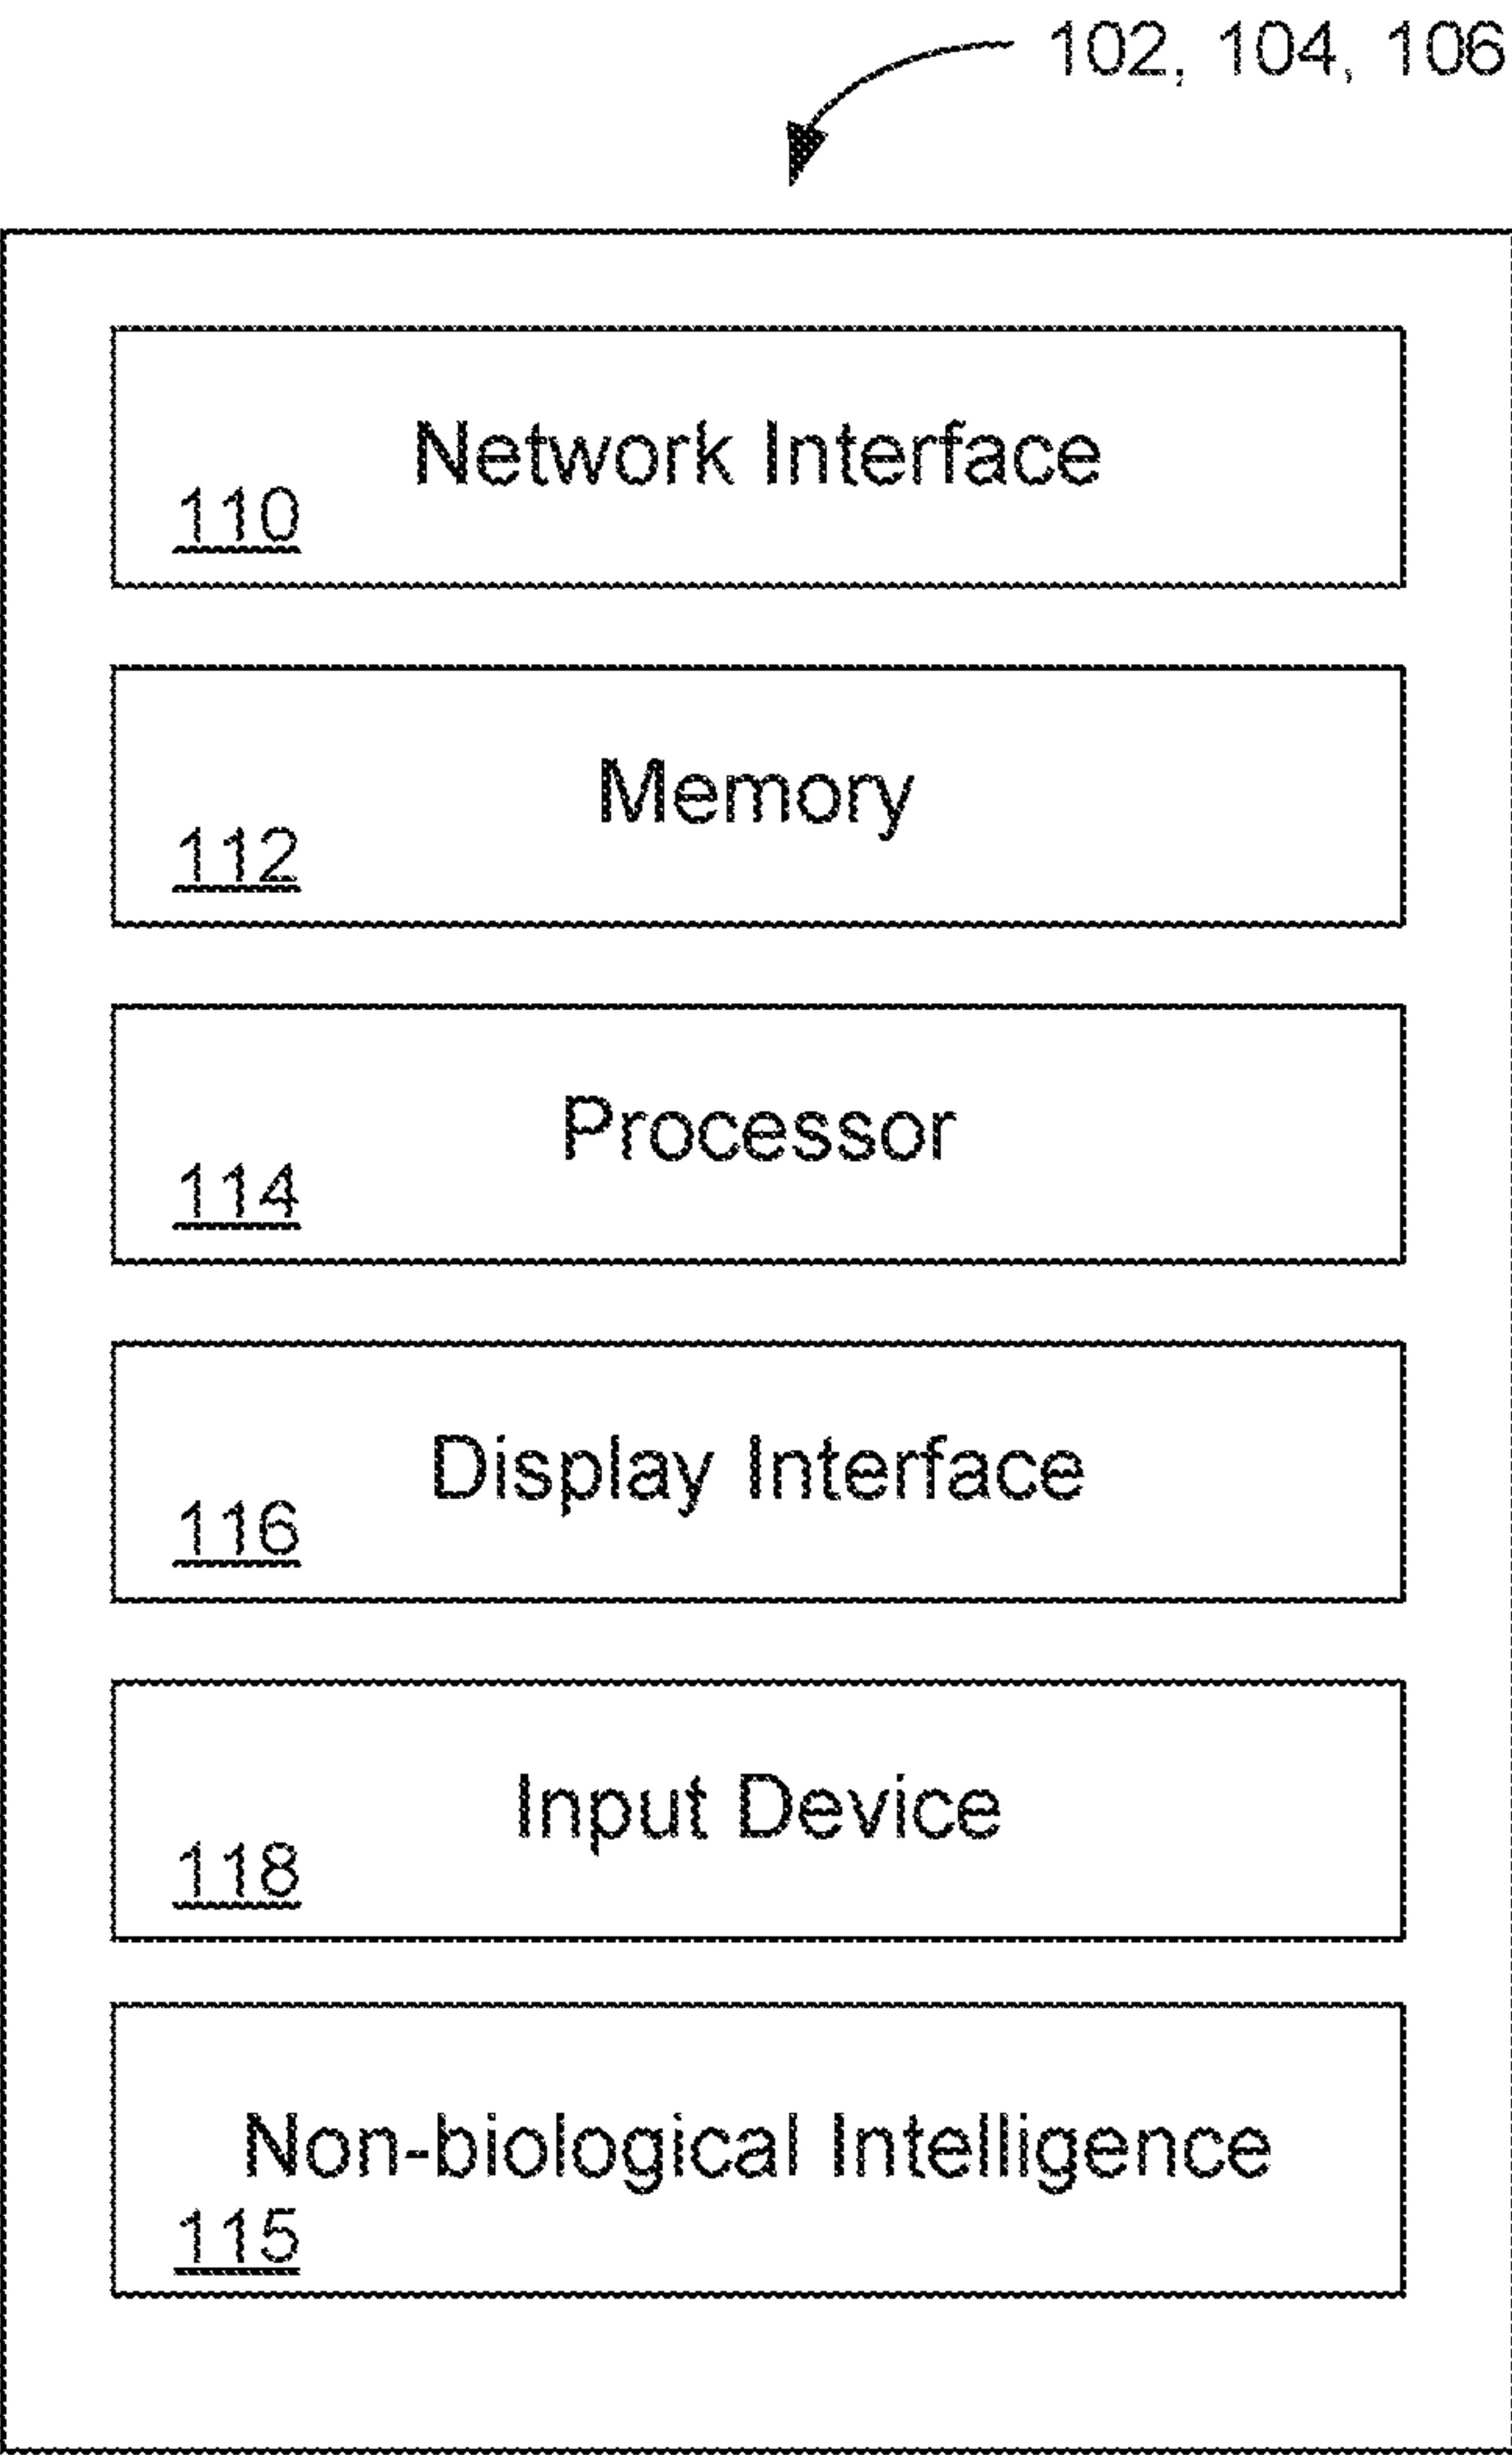 102, 104, 106
Network Interface
110
Memory
112
Processor
114
Display Interface
116
Input Device
118
Non-biological Intelligence
115